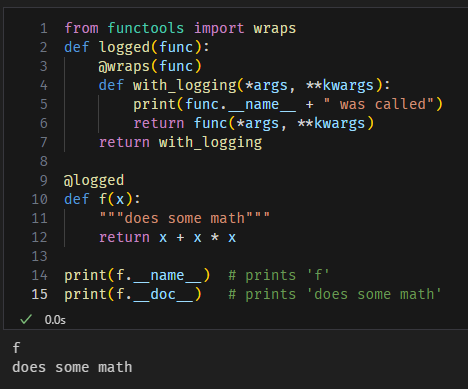 1 from functools import wraps
2 def logged(func):
3     @wraps(func)
4     def with_logging(*args, **kwargs):
5         print(func.__name__ + " was called")
6         return func(*args, **kwargs)
7     return with_logging
8
9 @logged
10 def f(x):
11     """does some math"""
12     return x + x * x
13
14 print(f.__name__)  # prints 'f'
15 print(f.__doc__)   # prints 'does some math'
0.0s
f
does some math